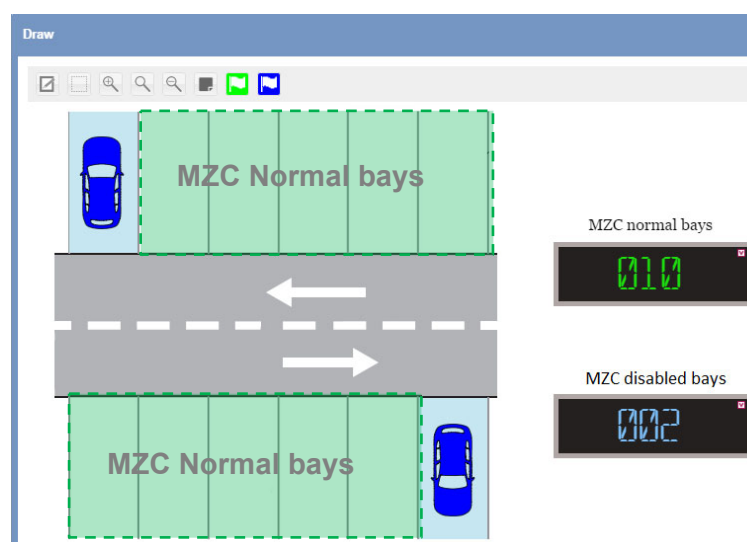 Draw
MZC Normal bays
MZC normal bays
010
MZC disabled bays
002
MZC Normal bays